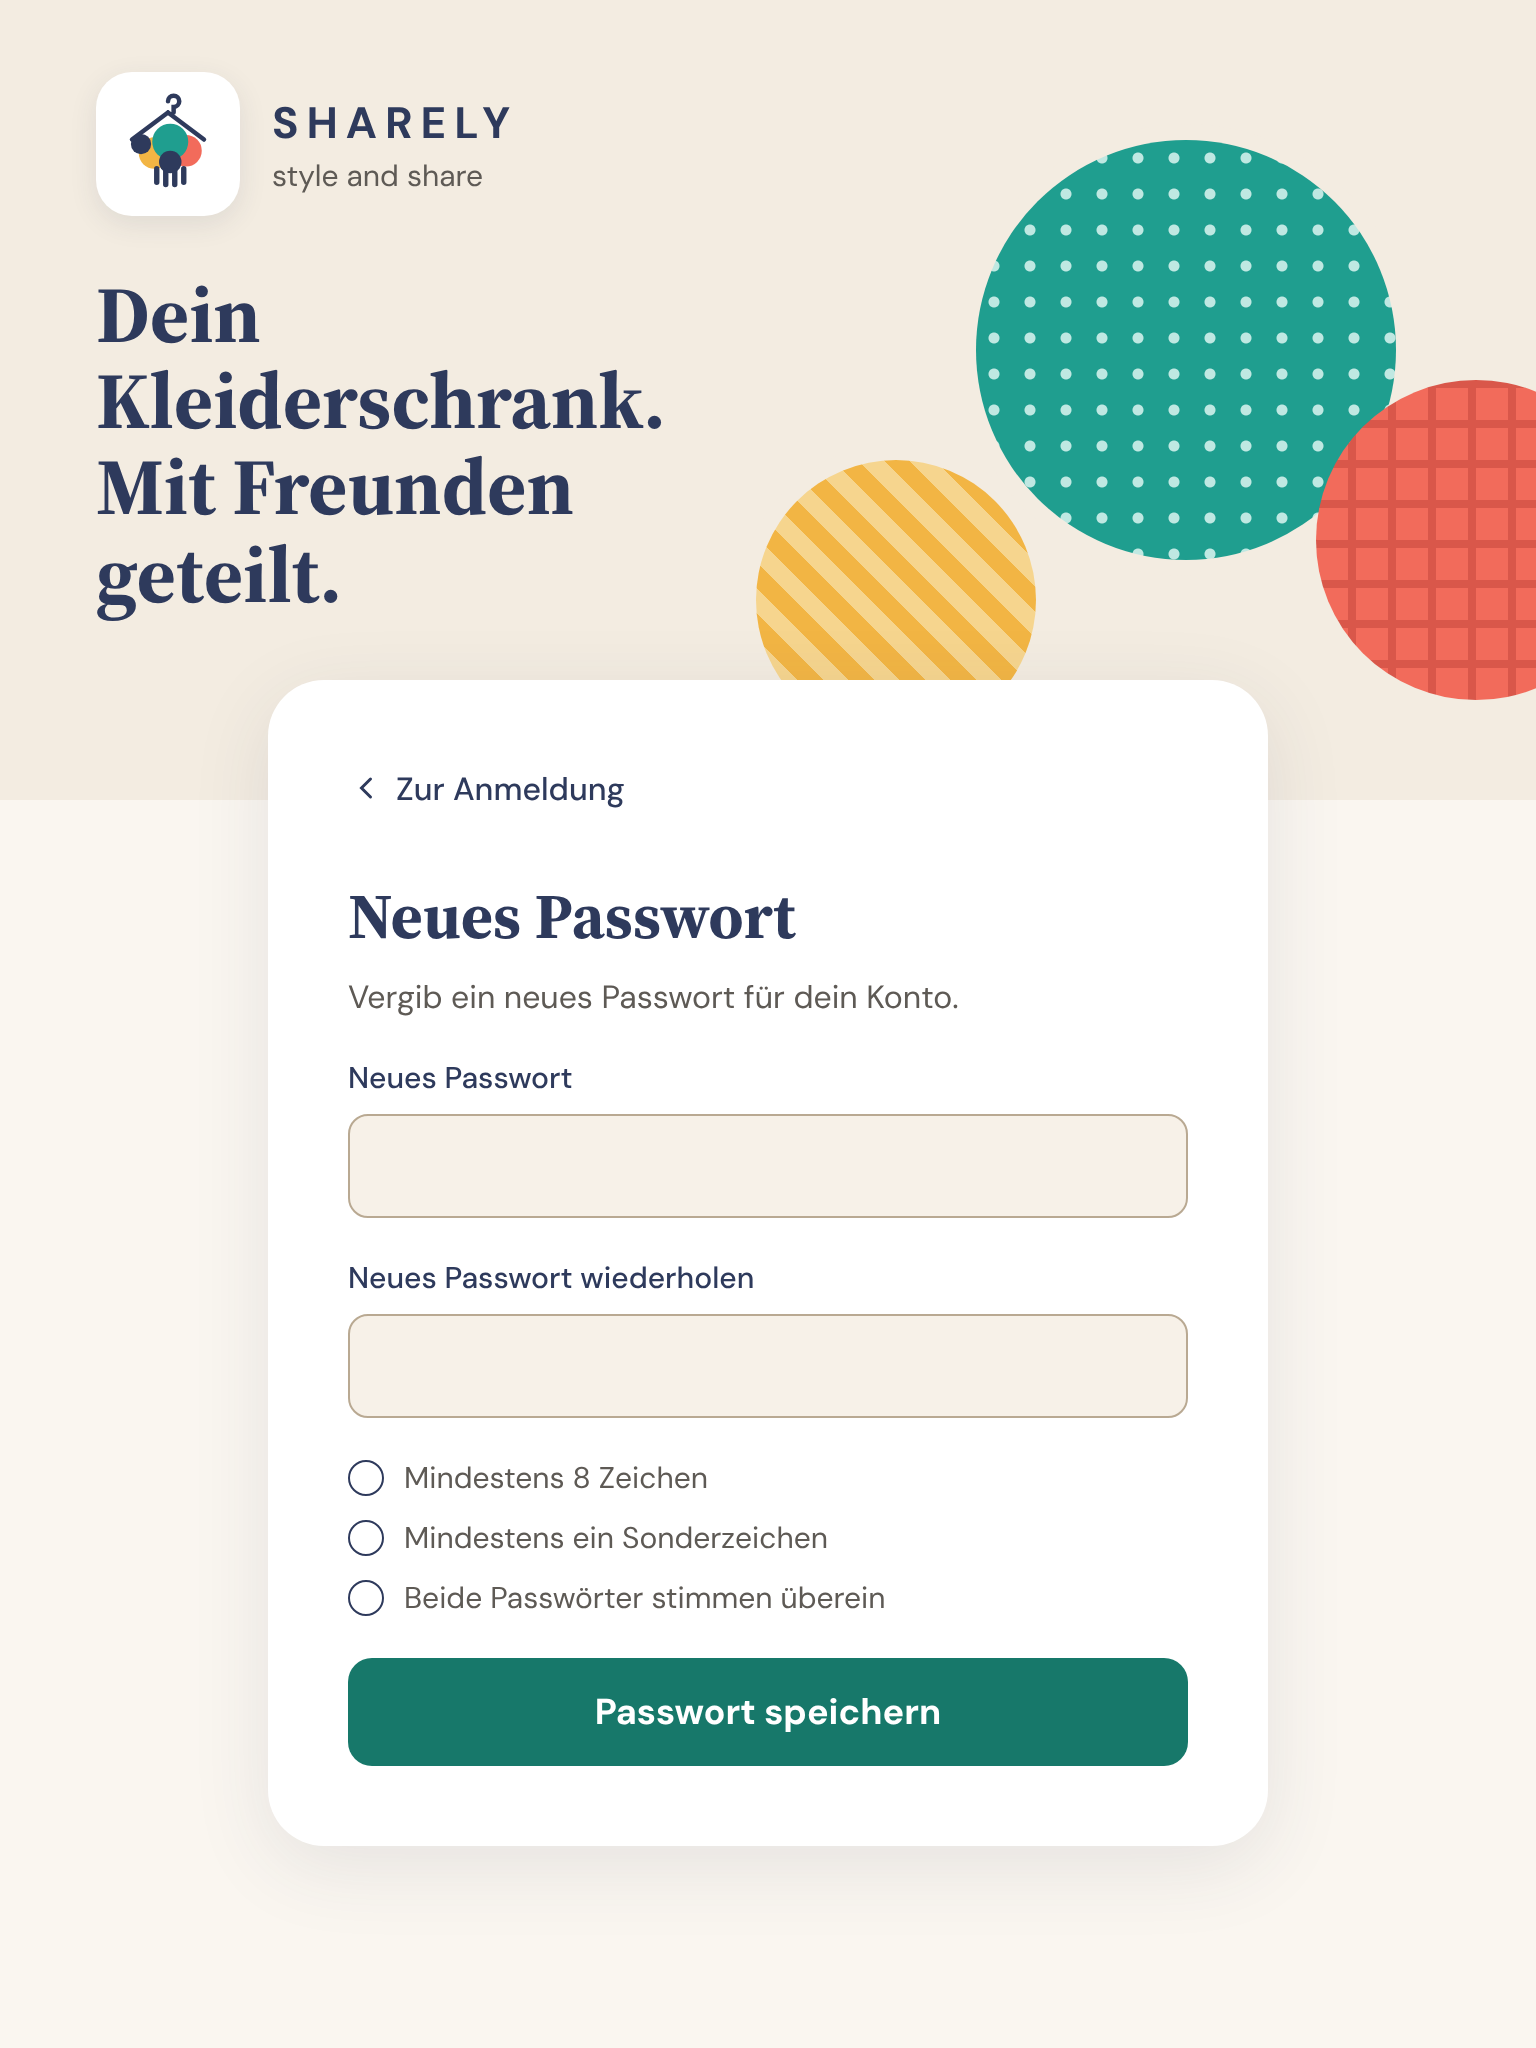 SHARELY
style and share
Dein
Kleiderschrank.
Mit Freunden
geteilt.
Zur Anmeldung
Neues Passwort
Vergib ein neues Passwort für dein Konto.
Neues Passwort
Neues Passwort wiederholen
Mindestens 8 Zeichen
Mindestens ein Sonderzeichen
Beide Passwörter stimmen überein
Passwort speichern